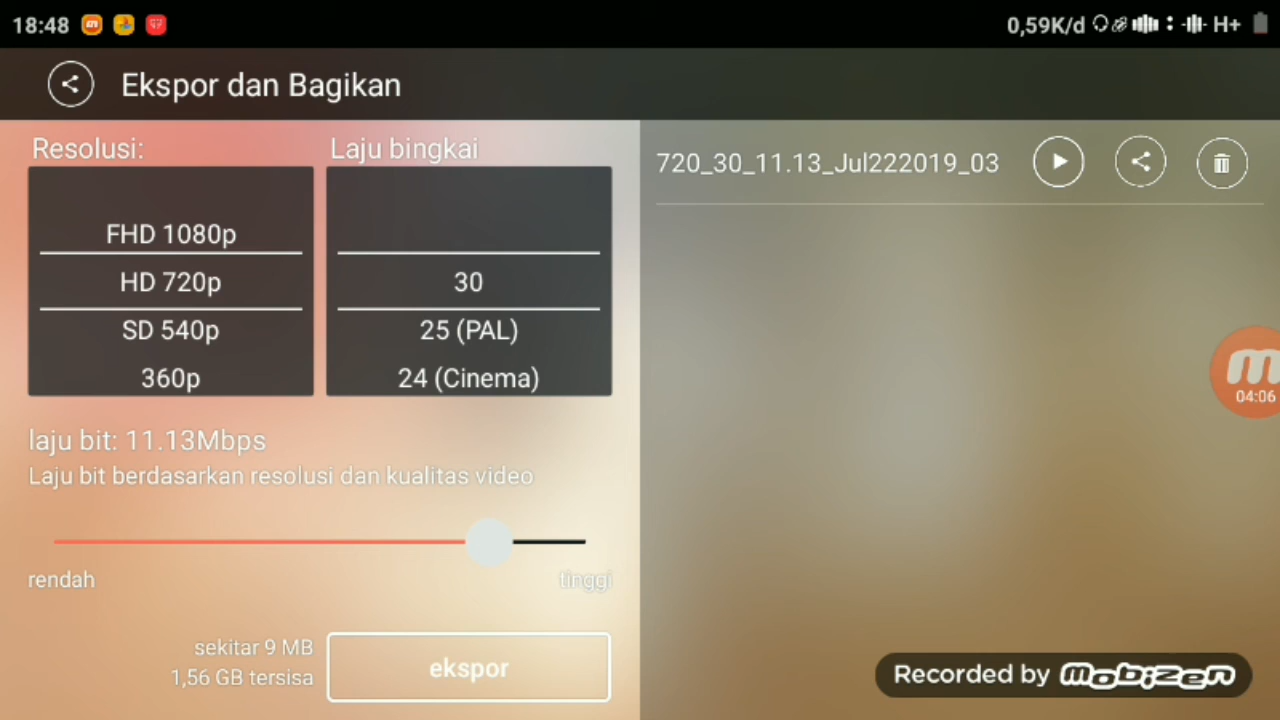 18:48
0,59K/d
H+
Ekspor dan Bagikan
Resolusi:
FHD 1080p
HD 720p
SD 540p
360p
Laju bingkai
30
25 (PAL)
24 (Cinema)
laju bit: 11.13Mbps
Laju bit berdasarkan resolusi dan kualitas video
rendah
tinggi
sekitar 9 MB
1,56 GB tersisa
ekspor
720_30_11.13_Jul222019_03
m
04:06
Recorded by mobizen